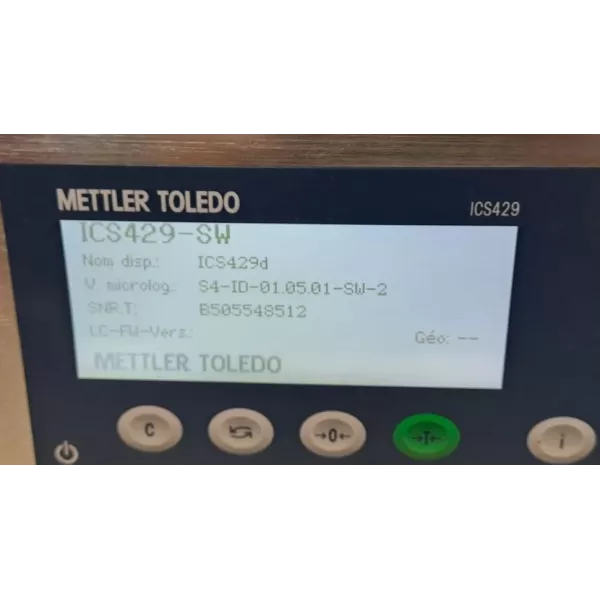 METTLER TOLEDO
ICS429
ICS429-SW
Nom disp.: ICS429d
V. microlog.: S4-ID-01.05.01-SW-2
SNR.T: B505548512
LC-FW-Vers.: Géo: --
METTLER TOLEDO
C →0← →T← i